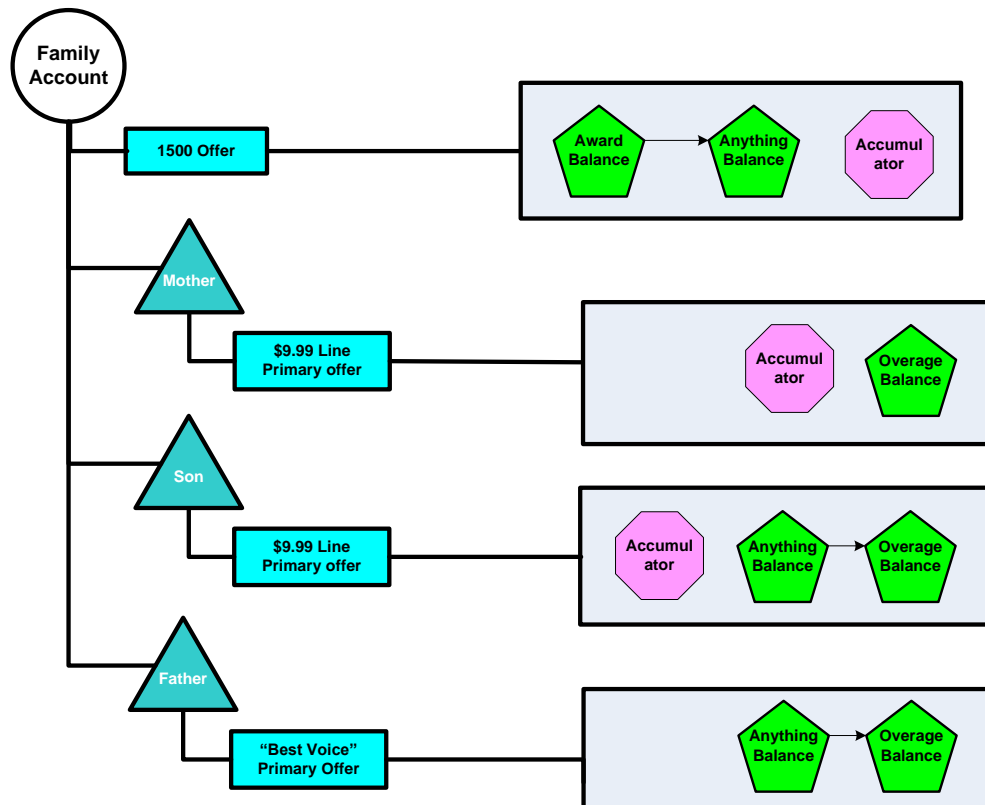 Family
Account
1500 Offer
Award
Balance
Anything
Balance
Accumul
ator
Mother
$9.99 Line
Primary offer
Accumul
ator
Overage
Balance
Son
$9.99 Line
Primary offer
Accumul
ator
Anything
Balance
Overage
Balance
Father
“Best Voice”
Primary Offer
Anything
Balance
Overage
Balance